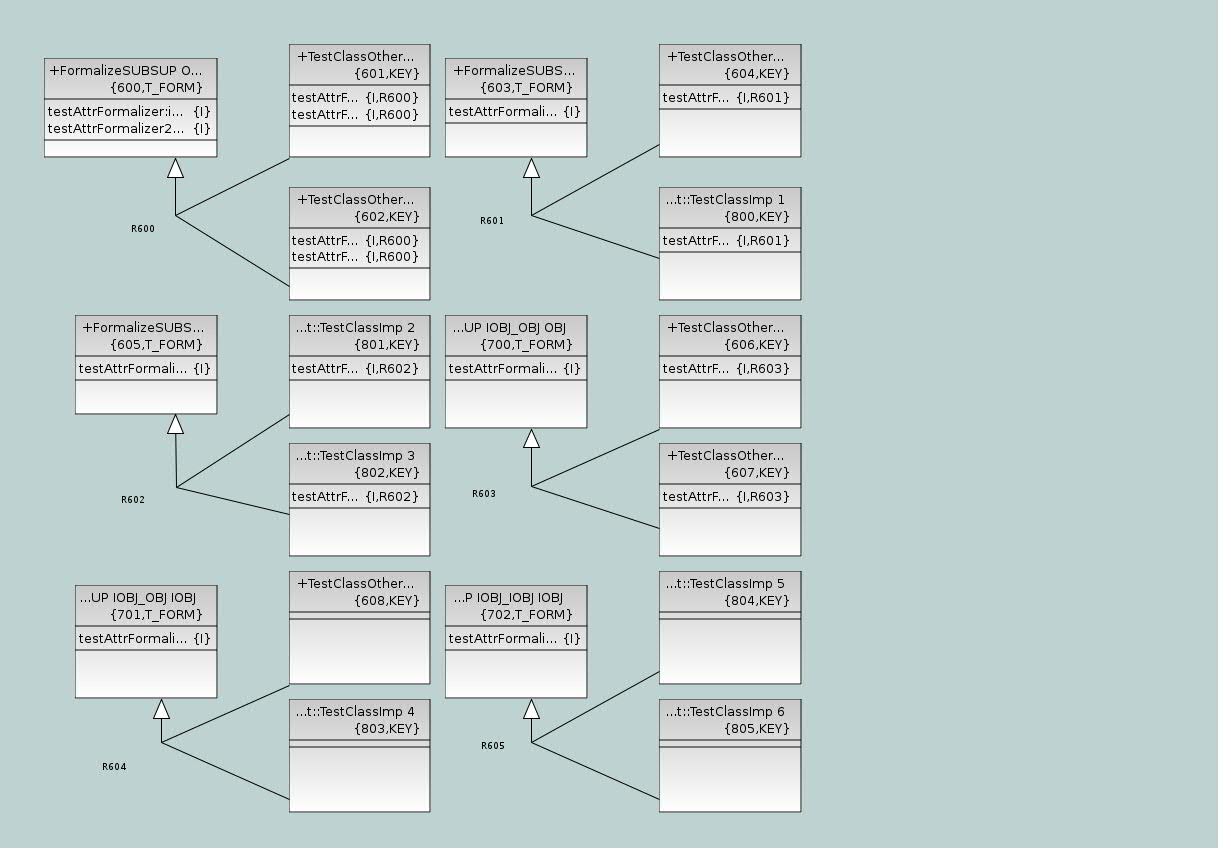 +FormalizeSUBSUP O...
{600,T_FORM}
testAttrFormalizer:i... {I}
testAttrFormalizer2... {I}
R600
+TestClassOther...
{601,KEY}
testAttrF... {I,R600}
testAttrF... {I,R600}
+TestClassOther...
{602,KEY}
testAttrF... {I,R600}
testAttrF... {I,R600}
+FormalizeSUBS...
{603,T_FORM}
testAttrFormali... {I}
R601
+TestClassOther...
{604,KEY}
testAttrF... {I,R601}
...t::TestClassImp 1
{800,KEY}
testAttrF... {I,R601}
+FormalizeSUBS...
{605,T_FORM}
testAttrFormali... {I}
R602
...t::TestClassImp 2
{801,KEY}
testAttrF... {I,R602}
...t::TestClassImp 3
{802,KEY}
testAttrF... {I,R602}
...UP IOBJ_OBJ OBJ
{700,T_FORM}
testAttrFormali... {I}
R603
+TestClassOther...
{606,KEY}
testAttrF... {I,R603}
+TestClassOther...
{607,KEY}
testAttrF... {I,R603}
...UP IOBJ_OBJ IOBJ
{701,T_FORM}
testAttrFormali... {I}
R604
+TestClassOther...
{608,KEY}
...t::TestClassImp 4
{803,KEY}
...P IOBJ_IOBJ IOBJ
{702,T_FORM}
testAttrFormali... {I}
R605
...t::TestClassImp 5
{804,KEY}
...t::TestClassImp 6
{805,KEY}